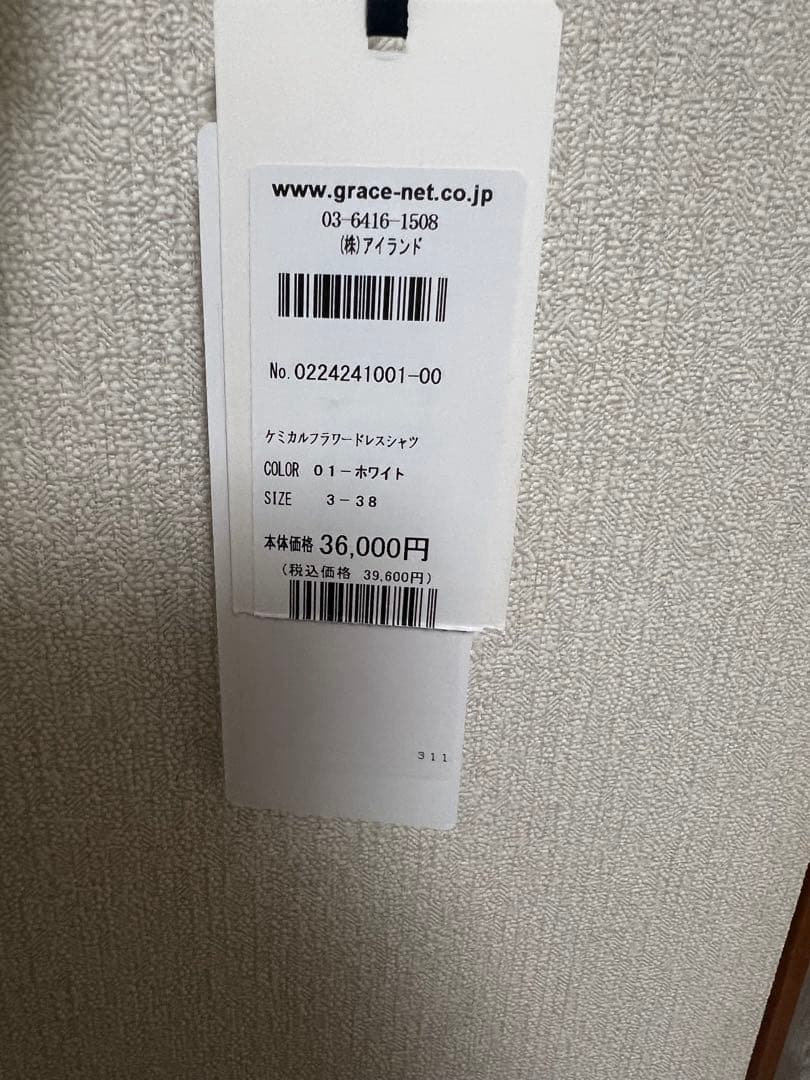 www.grace-net.co.jp
03-6416-1508
(株)アイランド
No.0224241001-00
ケミカルフラワードレスシャツ
COLOR 01-ホワイト
SIZE 3-38
本体価格 36,000円
(税込価格 39,600円)
311